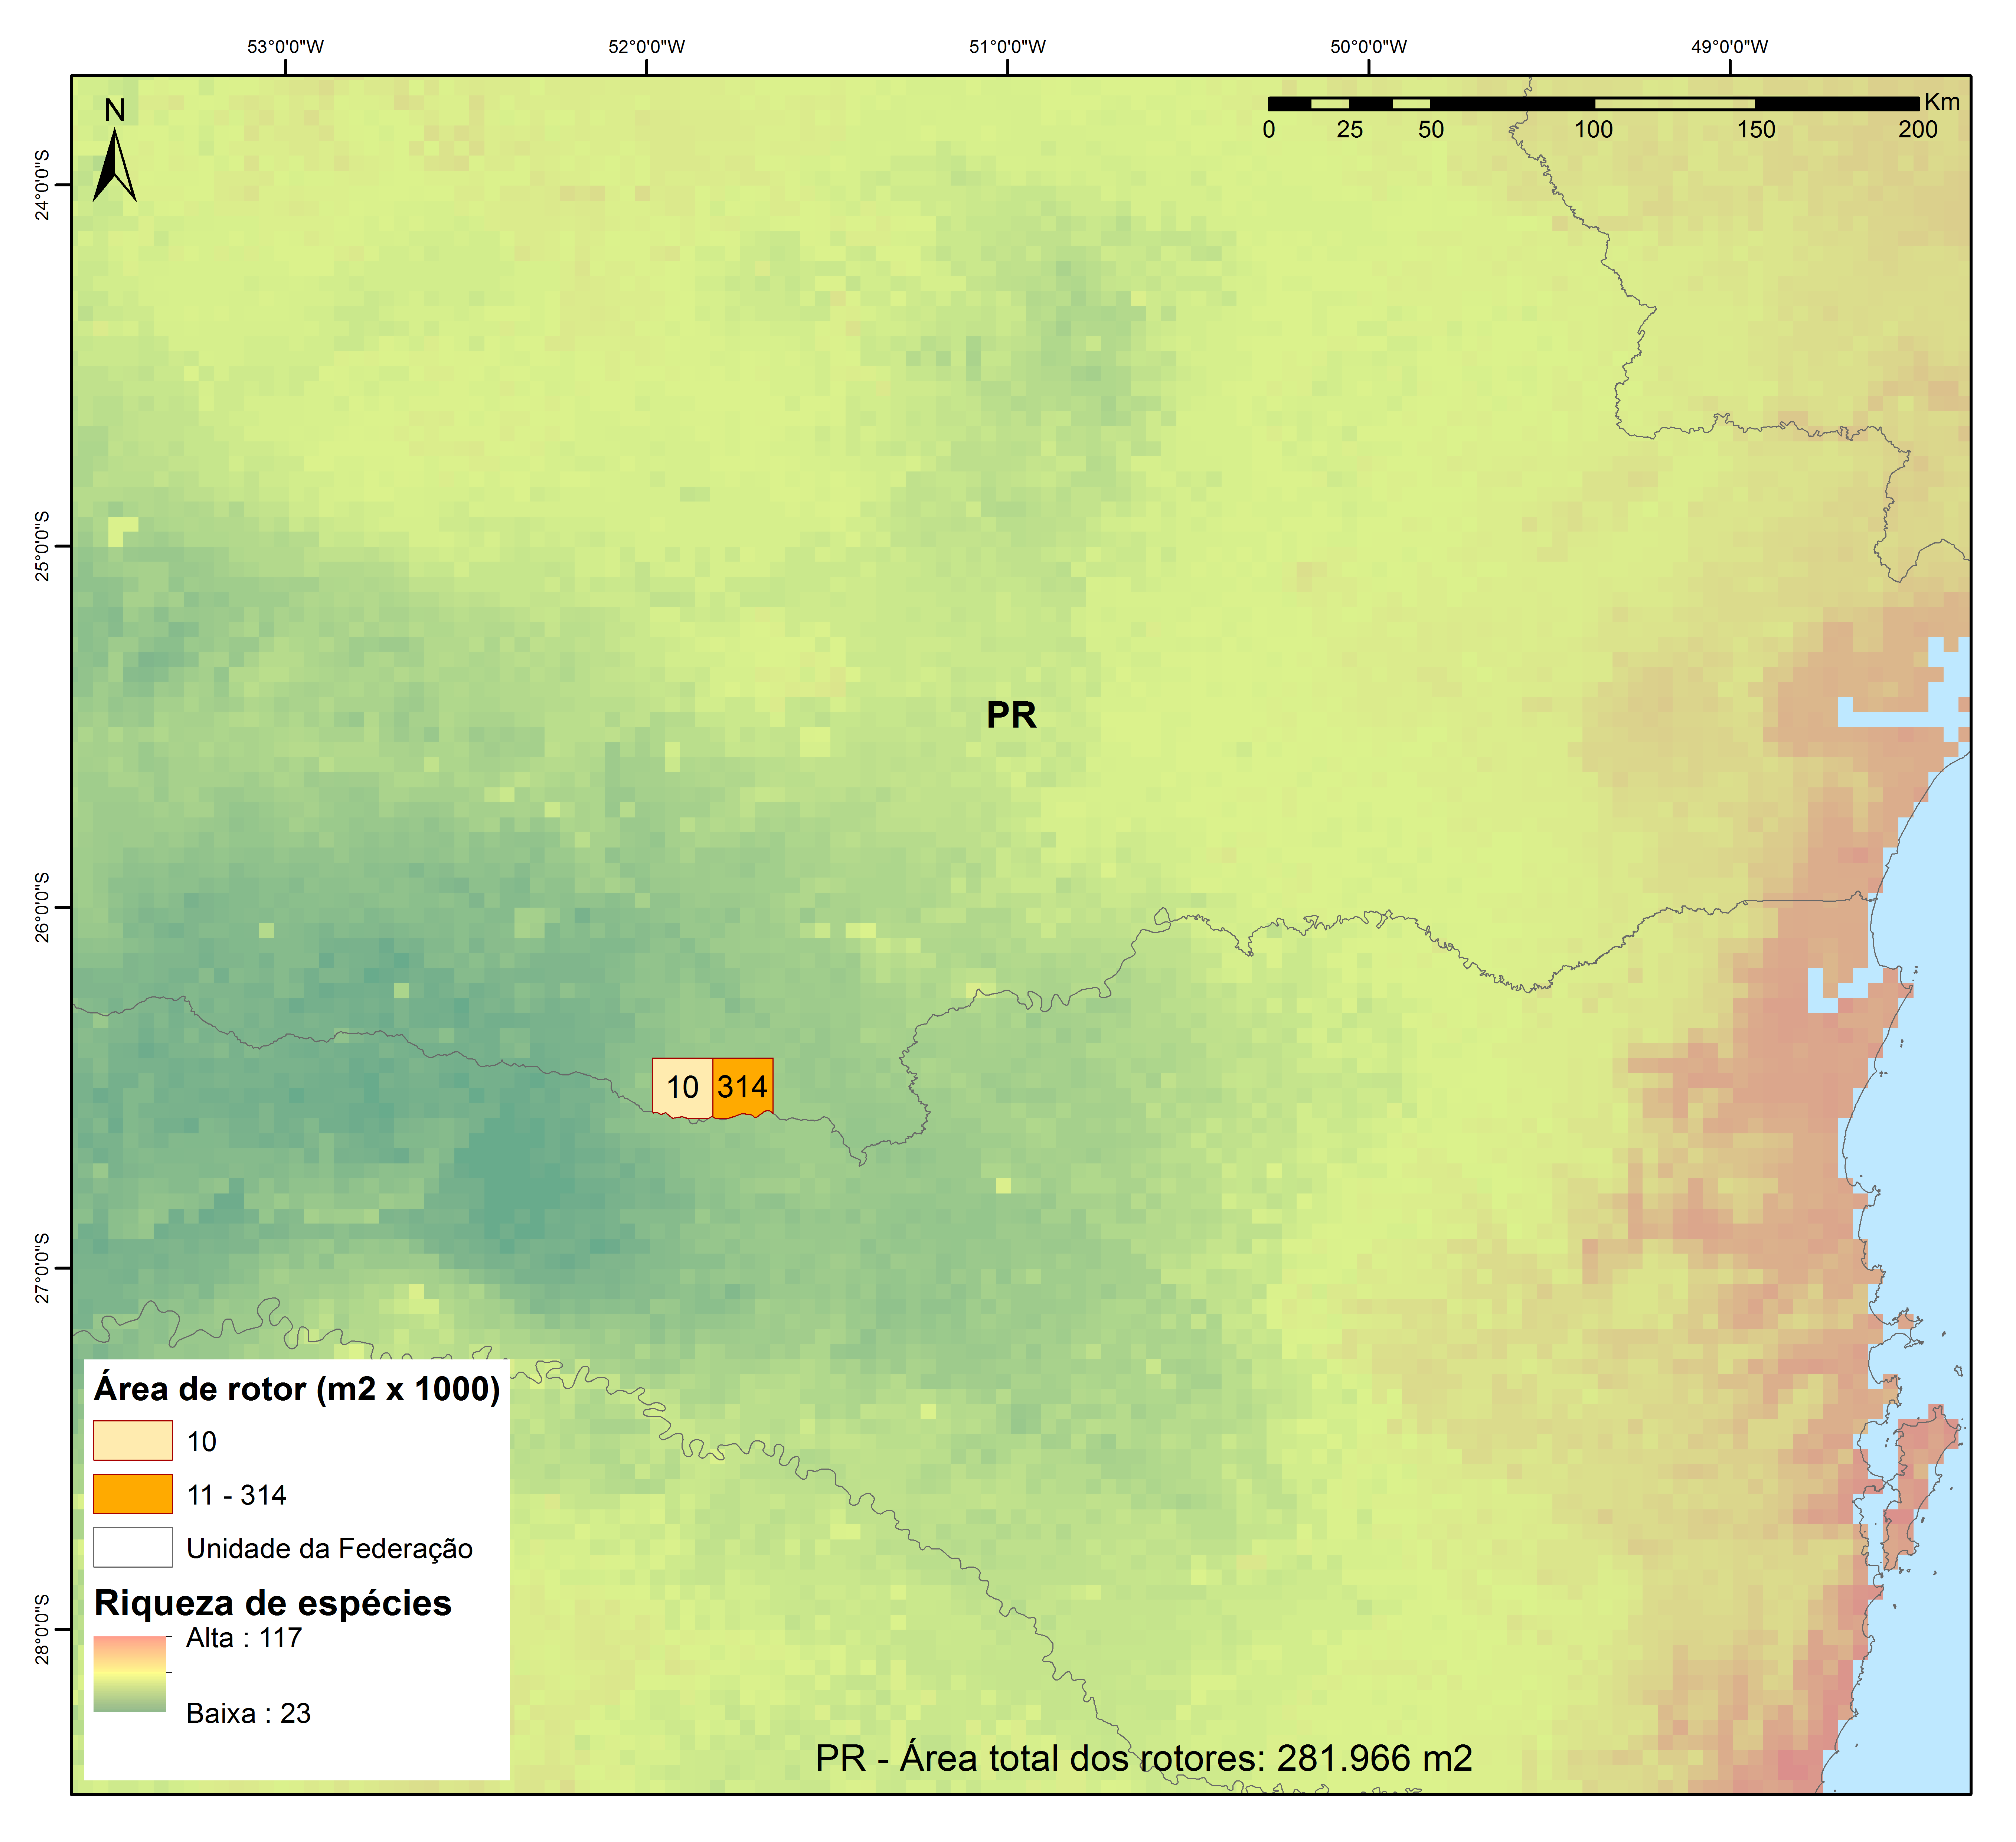 53°0'0"W 52°0'0"W 51°0'0"W 50°0'0"W 49°0'0"W
N
Km
0 25 50 100 150 200
24°0'0"S
25°0'0"S
PR
26°0'0"S
10 314
27°0'0"S
Área de rotor (m2 x 1000)
10
11 - 314
Unidade da Federação
Riqueza de espécies
Alta : 117
Baixa : 23
28°0'0"S
PR - Área total dos rotores: 281.966 m2